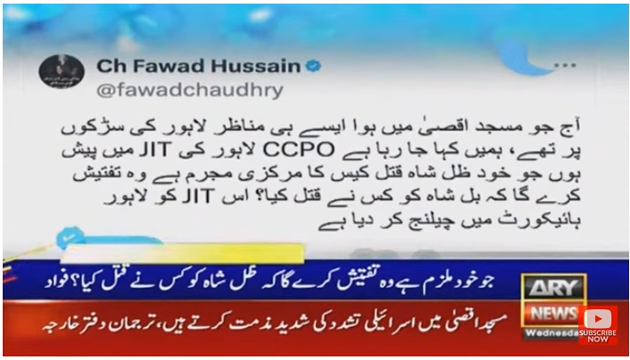 Ch Fawad Hussain
@fawadchaudhry
آج جو مسجد اقصیٰ میں ہوا ایسے ہی مناظر لاہور کی سڑکوں
پر تھے، ہمیں کہا جا رہا ہے CCPO لاہور کی JIT میں پیش
ہوں جو خود ظل شاہ قتل کیس کا مرکزی مجرم ہے وہ تفتیش
کرے گا کہ بل شاہ کو کس نے قتل کیا؟ اس JIT کو لاہور
ہائیکورٹ میں چیلنج کر دیا ہے
جو خود ملزم ہے وہ تفتیش کرے گا کہ ظل شاہ کو کس نے قتل کیا؟ فواد
مسجد اقصیٰ میں اسرائیلی تشدد کی شدید مذمت کرتے ہیں، ترجمان دفتر خارجہ
ARY
NEWS
Wednesda
SUBSCRIBE
NOW